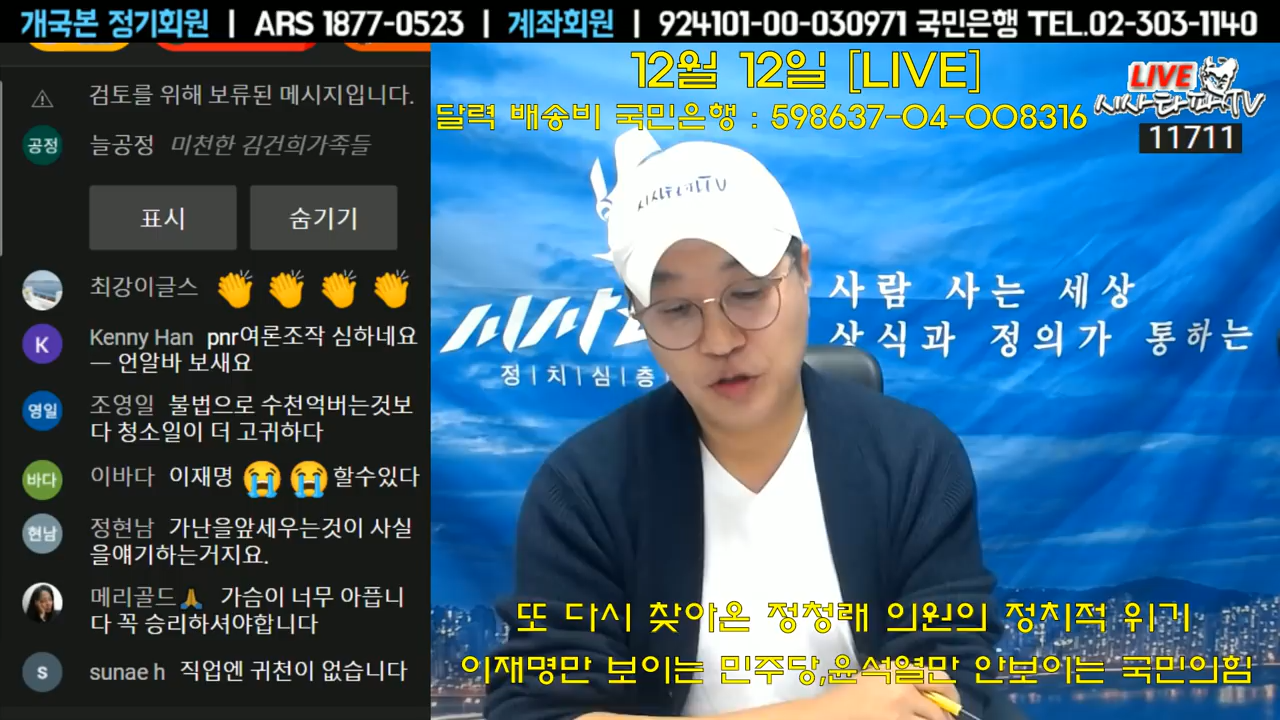 개국본 정기회원 | ARS 1877-0523 | 계좌회원 | 924101-00-030971 국민은행 TEL.02-303-1140
검토를 위해 보류된 메시지입니다.
공정 늘공정 미천한 김건희가족들
표시 숨기기
최강이글스 👏 👏 👏 👏
K Kenny Han pnr여론조작 심하네요
ㅡ 언알바 보새요
영일 조영일 불법으로 수천억버는것보
다 청소일이 더 고귀하다
바다 이바다 이재명 😭 😭 할수있다
현남 정현남 가난을앞세우는것이 사실
을얘기하는거지요.
메리골드🙏 가슴이 너무 아픕니
다 꼭 승리하셔야합니다
s sunae h 직업엔 귀천이 없습니다
12월 12일 [LIVE]
달력 배송비 국민은행 : 598637-04-008316
LIVE
시사타파TV
11711
시사타파TV
시사
정|치|심|층
사람 사는 세상
상식과 정의가 통하는
또 다시 찾아온 정청래 의원의 정치적 위기
이재명만 보이는 민주당,윤석열만 안보이는 국민의힘